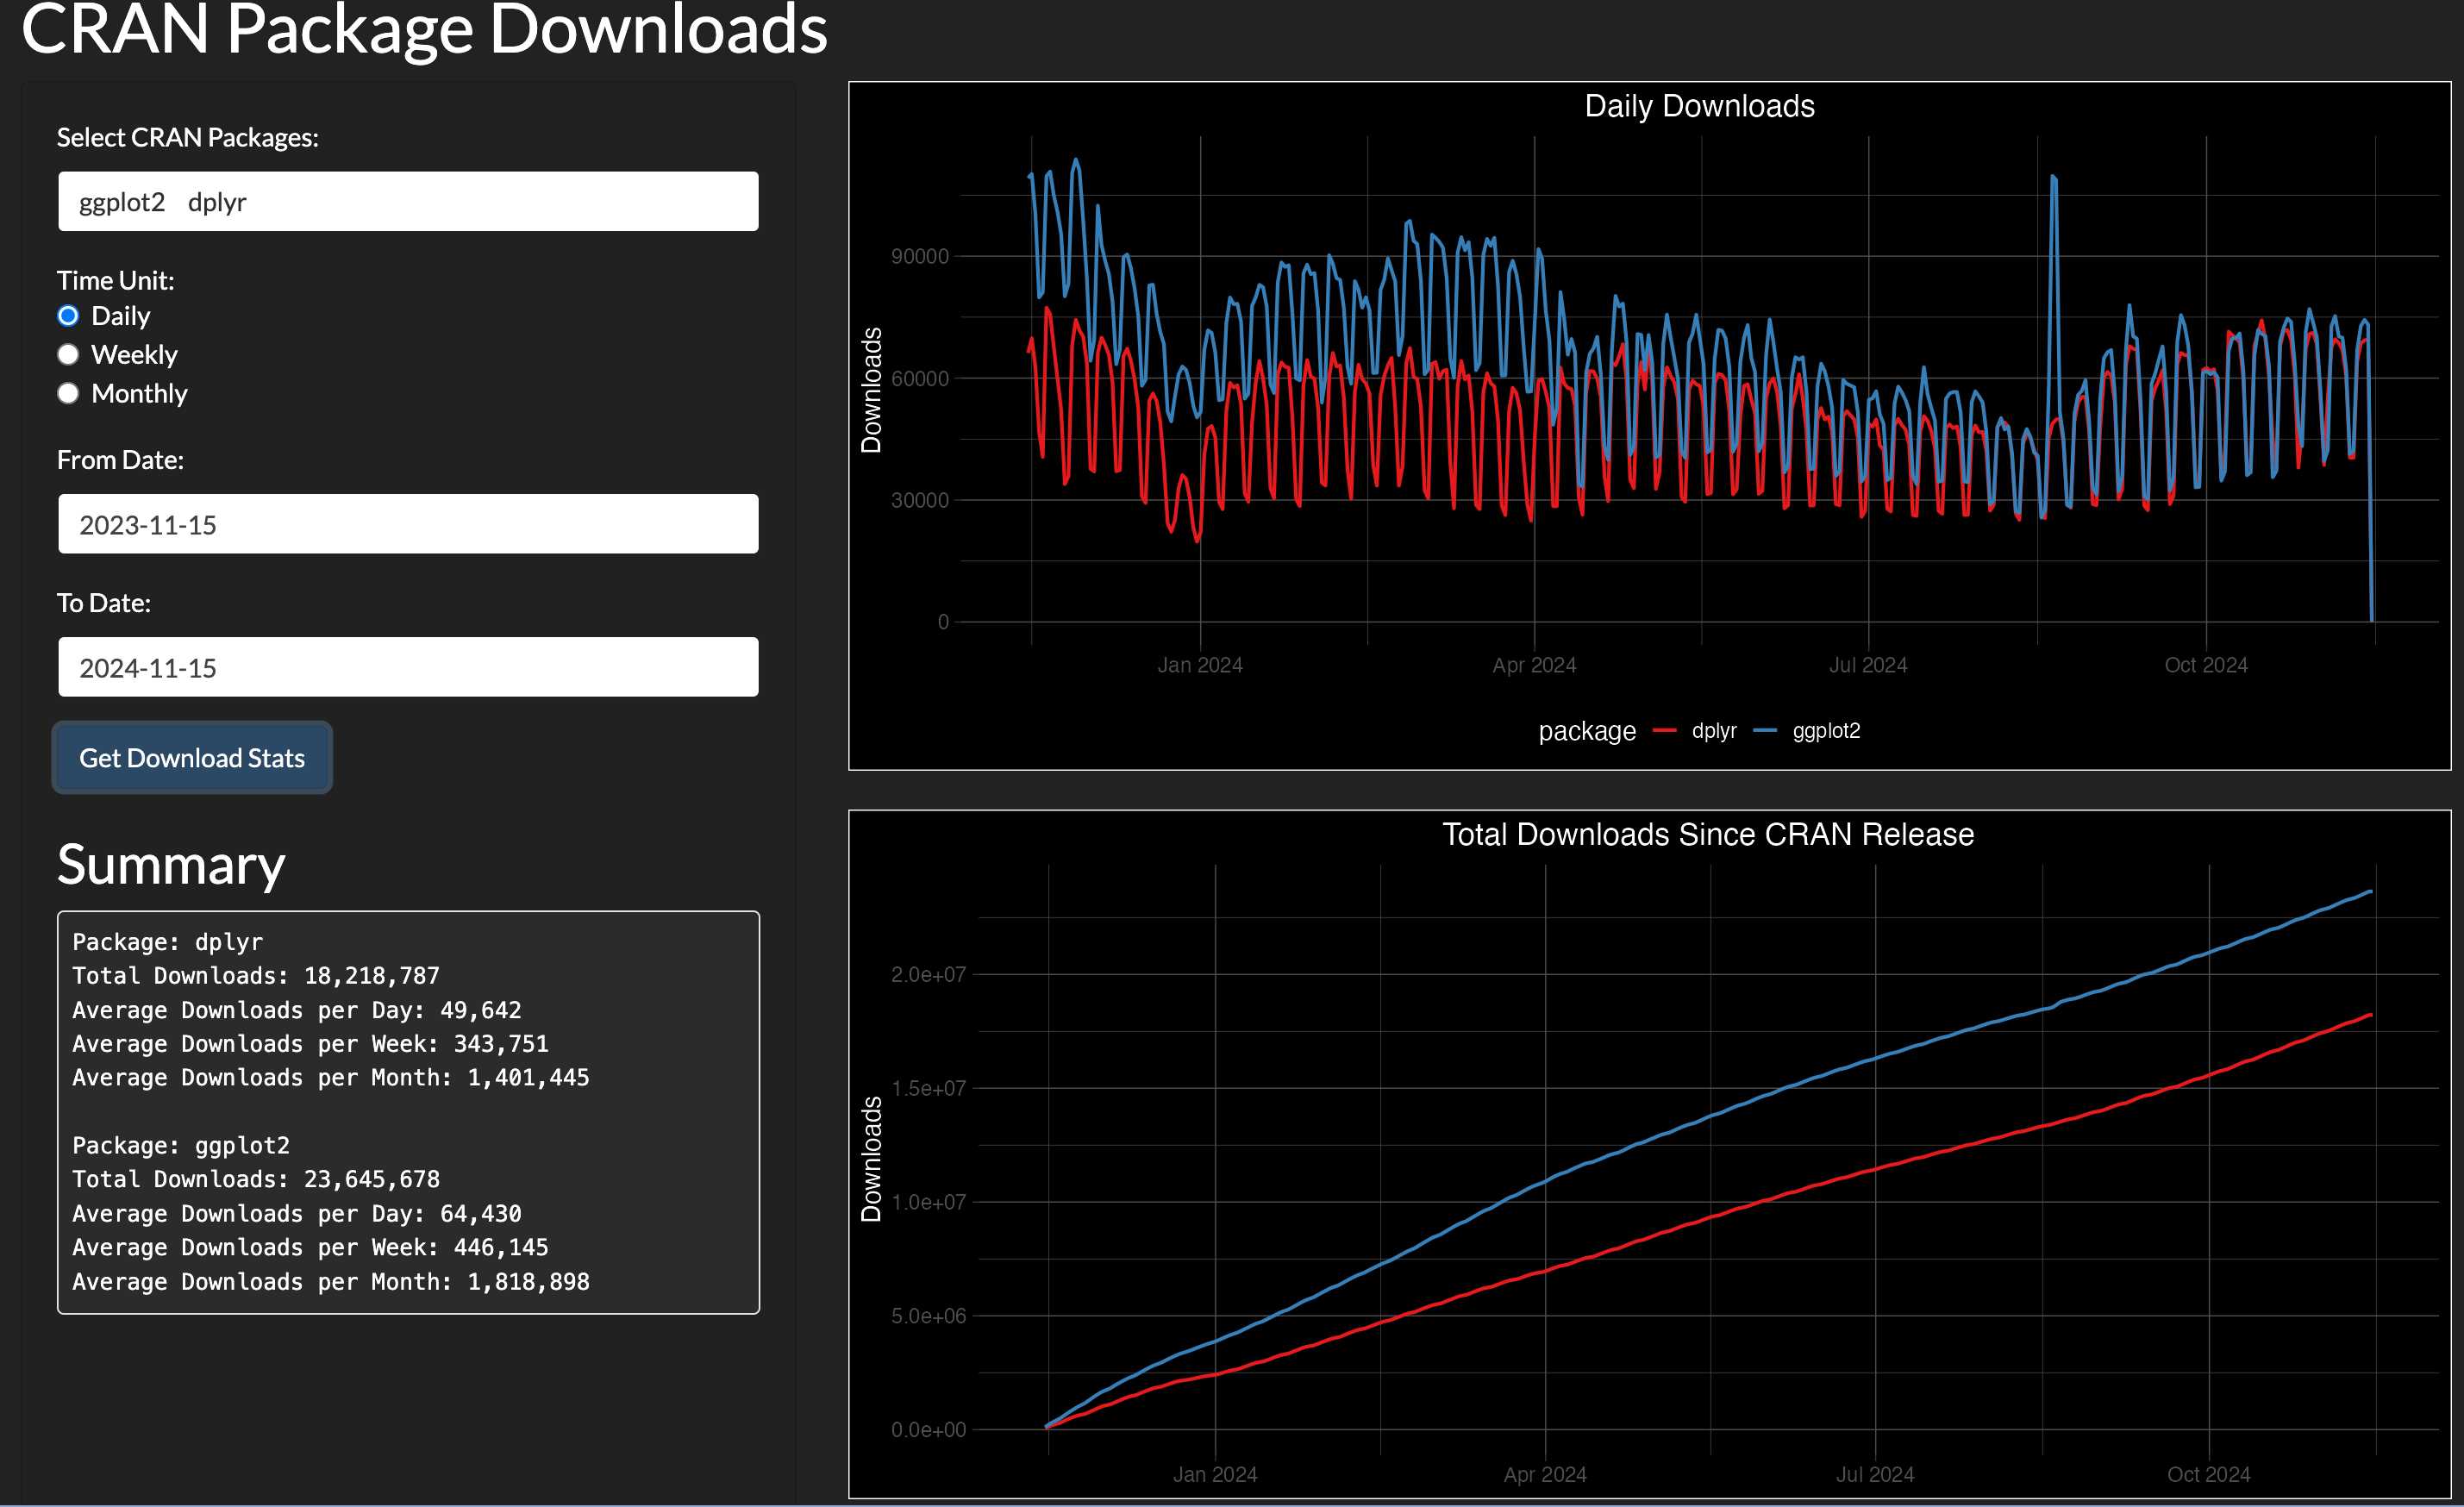 CRAN Package Downloads
Select CRAN Packages:
ggplot2 dplyr
Time Unit:
Daily
Weekly
Monthly
From Date:
2023-11-15
To Date:
2024-11-15
Get Download Stats
Summary
Package: dplyr
Total Downloads: 18,218,787
Average Downloads per Day: 49,642
Average Downloads per Week: 343,751
Average Downloads per Month: 1,401,445
Package: ggplot2
Total Downloads: 23,645,678
Average Downloads per Day: 64,430
Average Downloads per Week: 446,145
Average Downloads per Month: 1,818,898
Daily Downloads
Downloads
90000
60000
30000
0
Jan 2024 Apr 2024 Jul 2024 Oct 2024
package dplyr ggplot2
Total Downloads Since CRAN Release
Downloads
2.0e+07
1.5e+07
1.0e+07
5.0e+06
0.0e+00
Jan 2024 Apr 2024 Jul 2024 Oct 2024